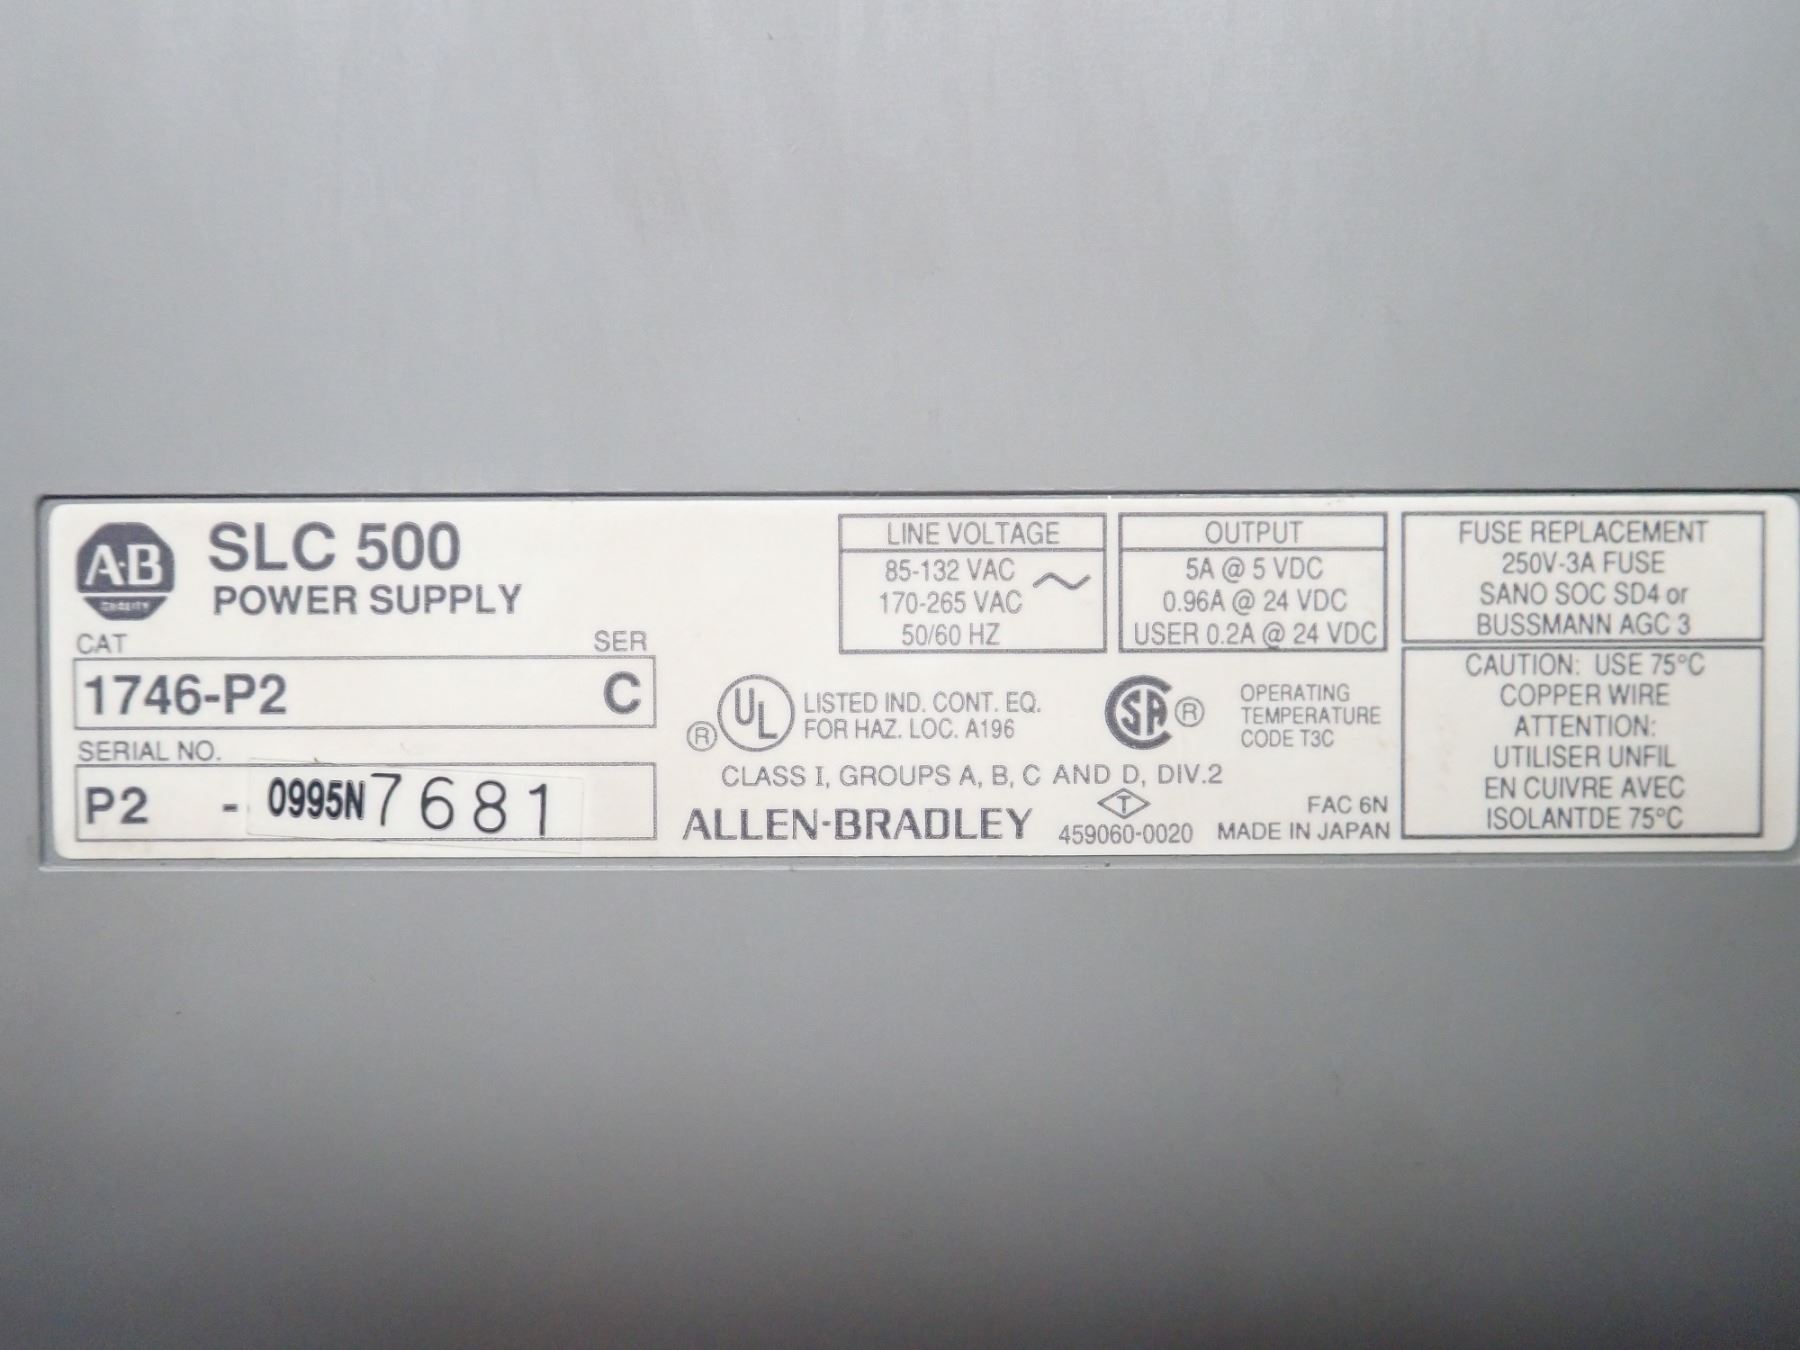 A·B
QUALITY
SLC 500
POWER SUPPLY
CAT SER
1746-P2 C
SERIAL NO.
P2 - 0995N7681
LINE VOLTAGE
85-132 VAC
170-265 VAC
50/60 HZ
OUTPUT
5A @ 5 VDC
0.96A @ 24 VDC
USER 0.2A @ 24 VDC
FUSE REPLACEMENT
250V-3A FUSE
SANO SOC SD4 or
BUSSMANN AGC 3
CAUTION: USE 75°C
COPPER WIRE
ATTENTION:
UTILISER UNFIL
EN CUIVRE AVEC
ISOLANTDE 75°C
UL ®
LISTED IND. CONT. EQ.
FOR HAZ. LOC. A196
SA ®
OPERATING
TEMPERATURE
CODE T3C
CLASS I, GROUPS A, B, C AND D, DIV.2
ALLEN-BRADLEY
T
459060-0020
FAC 6N
MADE IN JAPAN